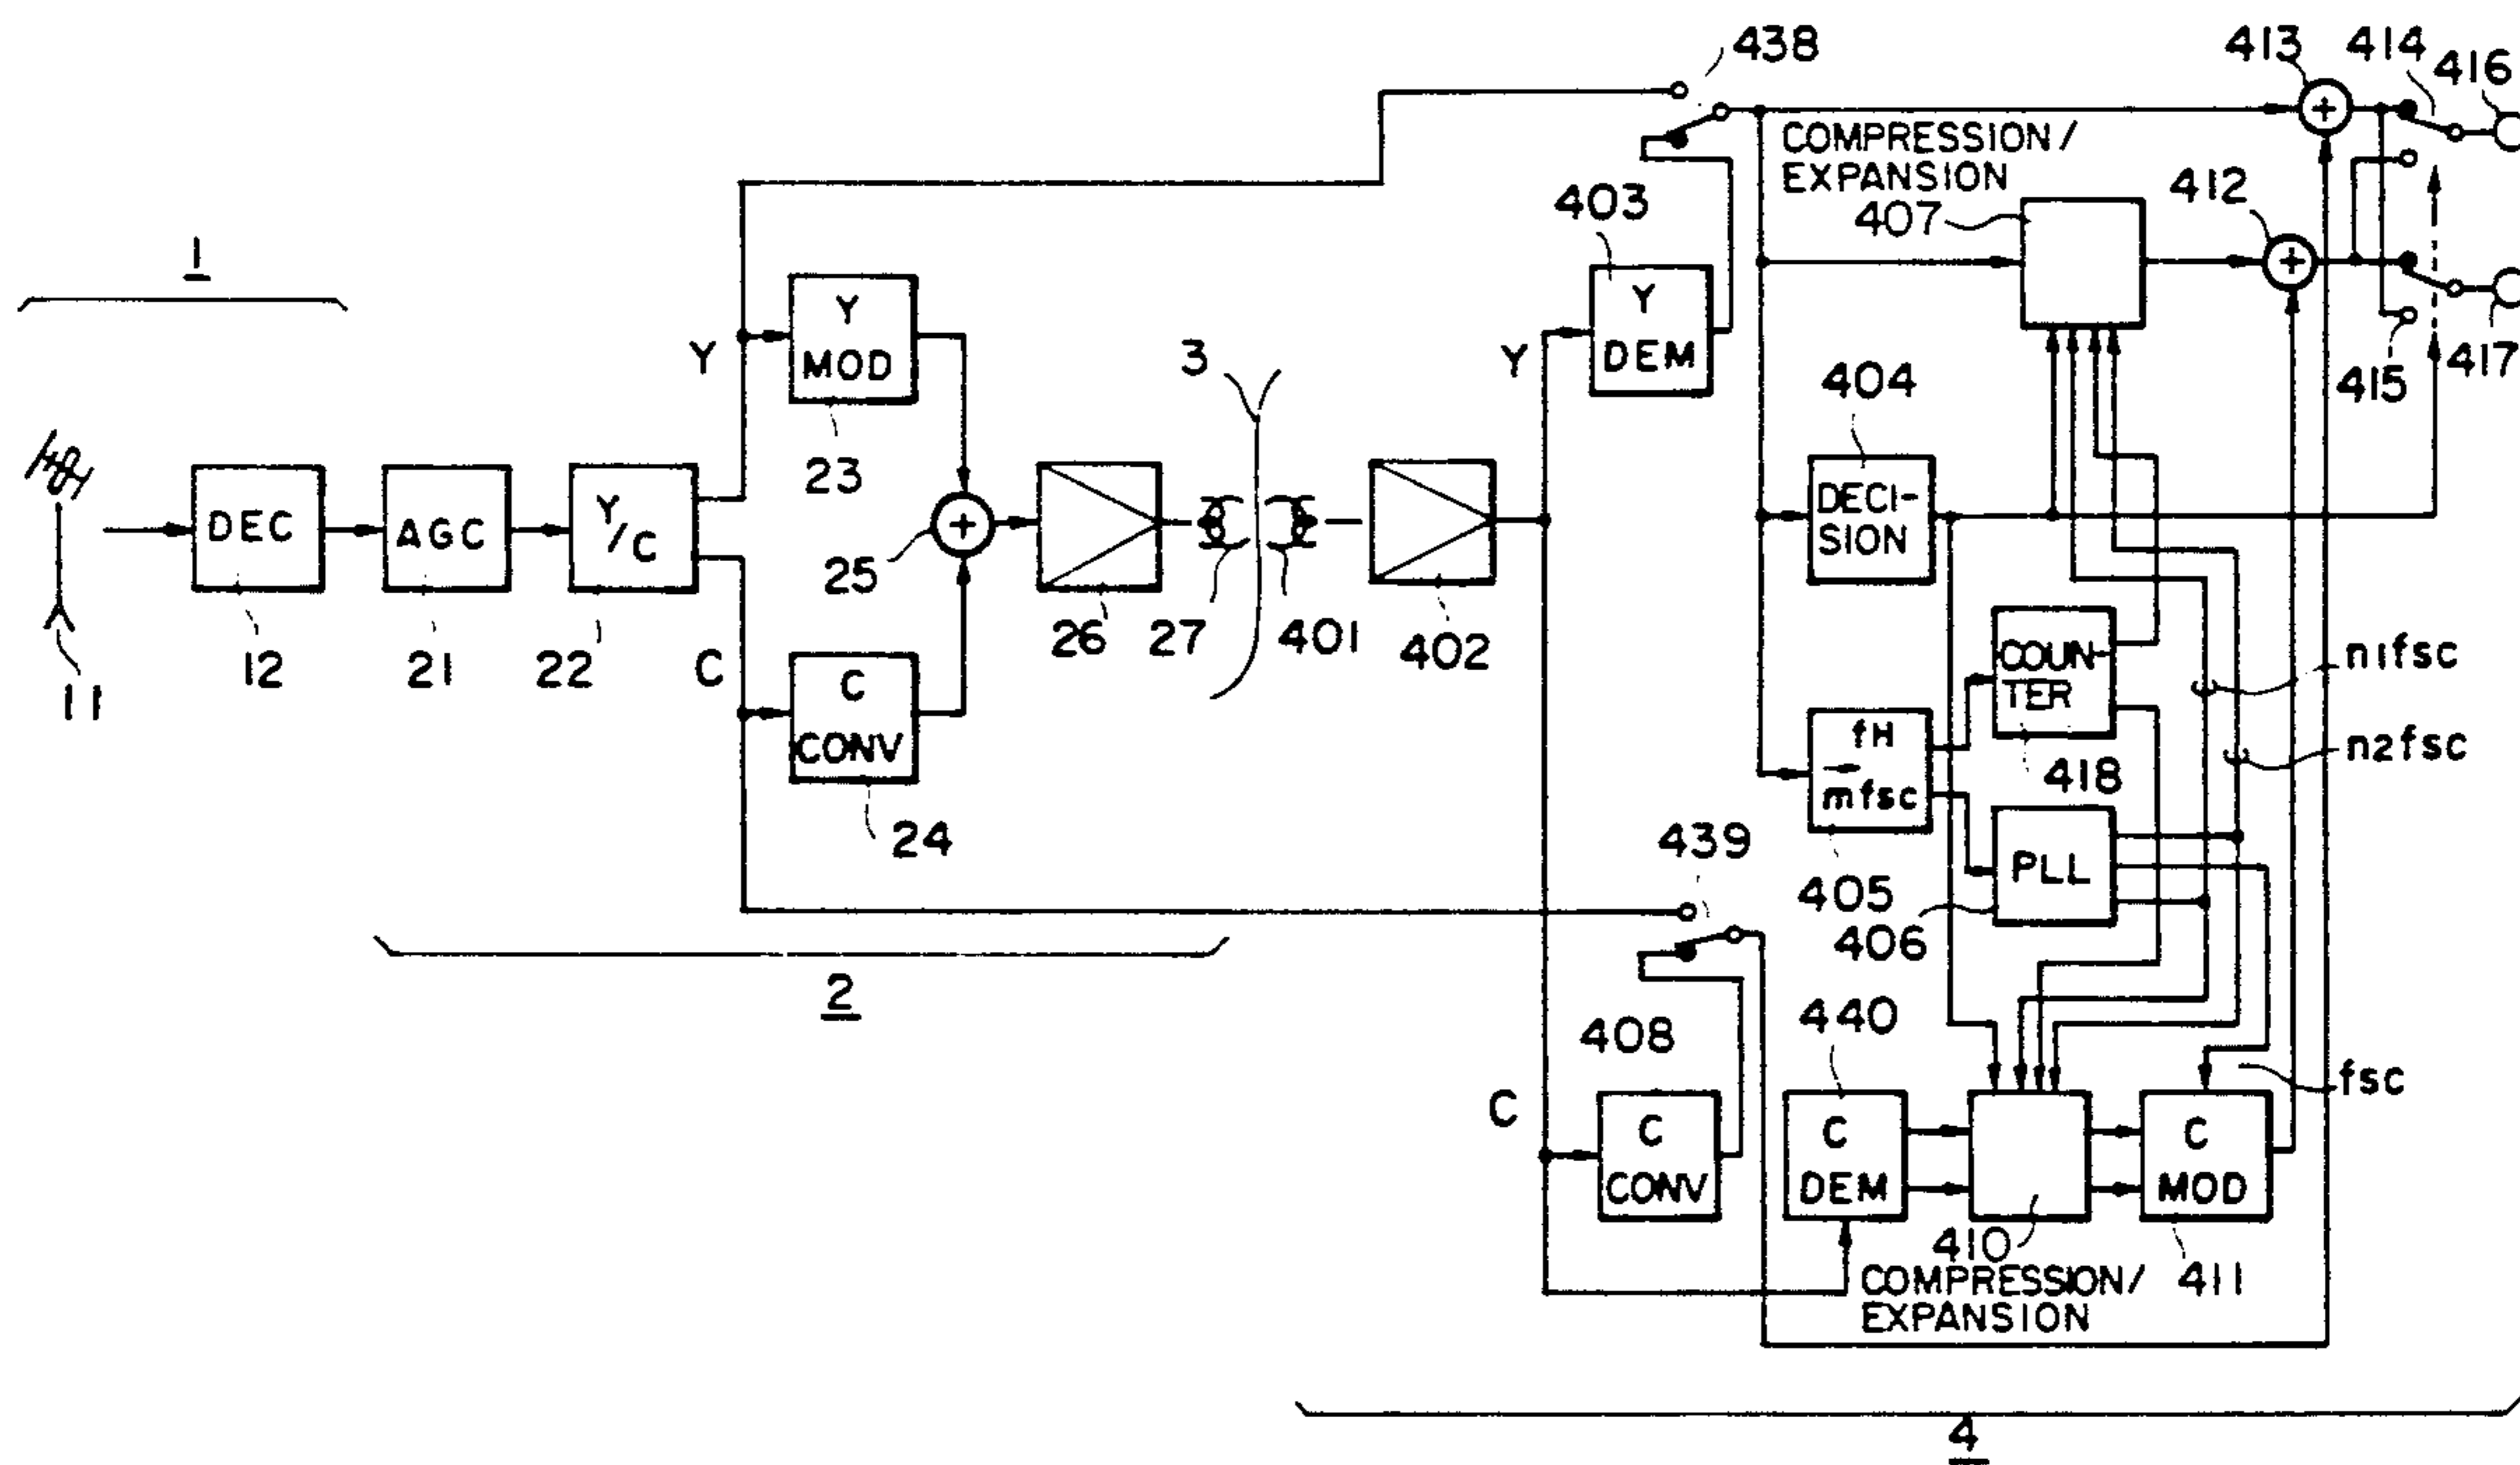 438
413
414
416
COMPRESSION/
EXPANSION
403
407
412
1
Y
MOD
Y
3
Y
Y
DEM
404
415
417
DEC
AGC
Y/C
23
25
DECI-
SION
26
27
401
402
COUN-
TER
n1fsc
11
12
21
22
C
C
CONV
fH
→
mfsc
418
n2fsc
24
439
405
PLL
406
2
408
440
fsc
C
C
CONV
C
DEM
C
MOD
410
COMPRESSION/
EXPANSION
411
4